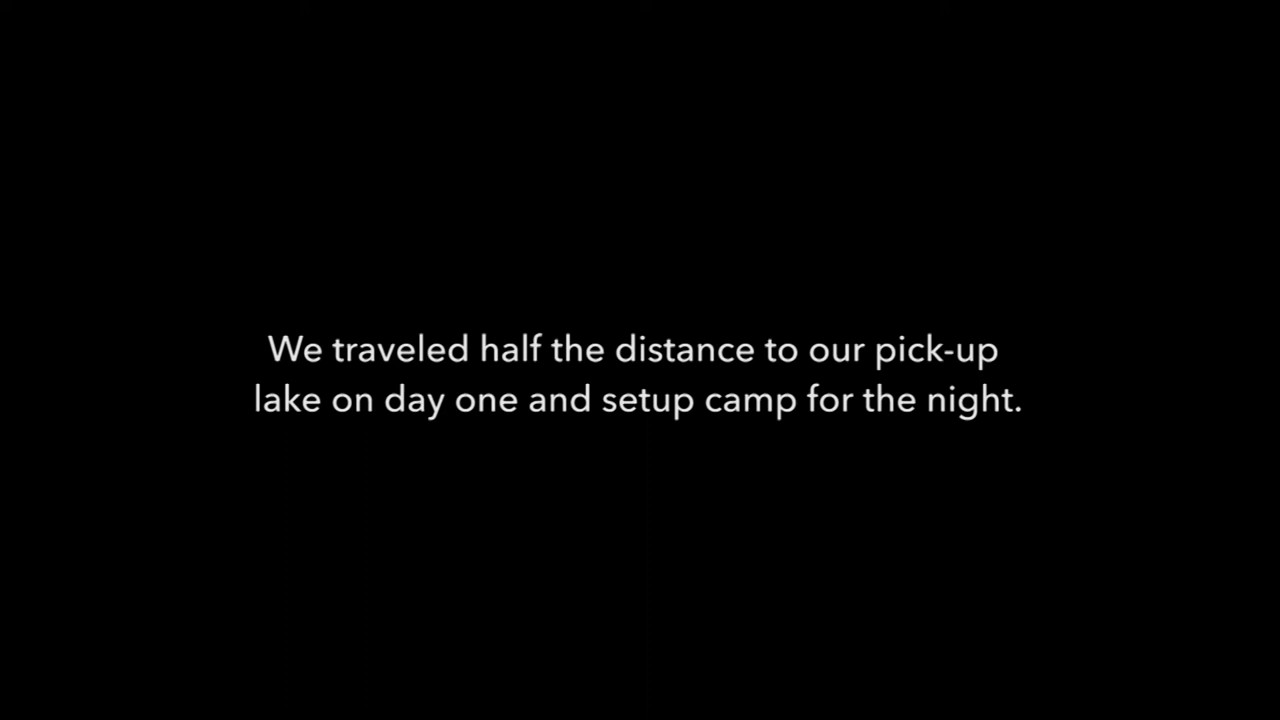 We traveled half the distance to our pick-up
lake on day one and setup camp for the night.